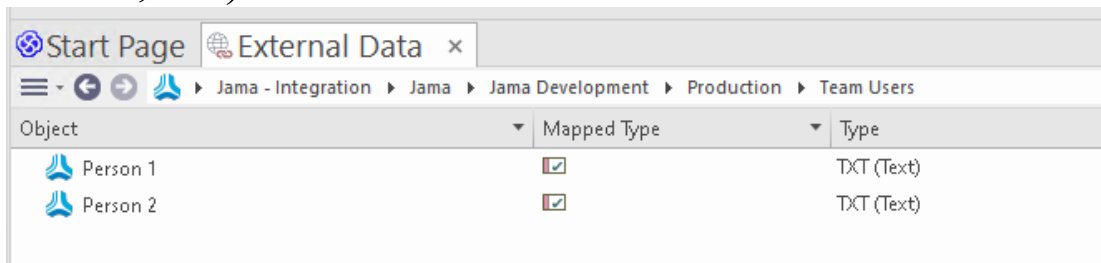 Start Page External Data ×
Jama - Integration Jama Jama Development Production Team Users
Object Mapped Type Type
Person 1 TXT (Text)
Person 2 TXT (Text)